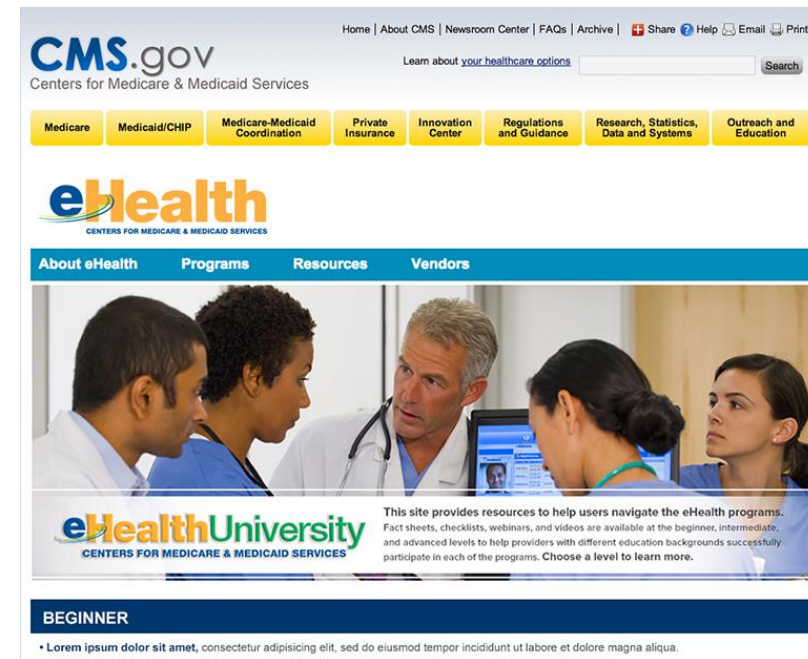 Home | About CMS | Newsroom Center | FAQs | Archive | Share Help Email Print
CMS.gov
Learn about your healthcare options
Search
Centers for Medicare & Medicaid Services
Medicare
Medicaid/CHIP
Medicare-Medicaid
Coordination
Private
Insurance
Innovation
Center
Regulations
and Guidance
Research, Statistics,
Data and Systems
Outreach and
Education
eHealth
CENTERS FOR MEDICARE & MEDICAID SERVICES
About eHealth Programs Resources Vendors
eHealthUniversity
CENTERS FOR MEDICARE & MEDICAID SERVICES
This site provides resources to help users navigate the eHealth programs.
Fact sheets, checklists, webinars, and videos are available at the beginner, intermediate,
and advanced levels to help providers with different education backgrounds successfully
participate in each of the programs. Choose a level to learn more.
BEGINNER
• Lorem ipsum dolor sit amet, consectetur adipisicing elit, sed do eiusmod tempor incididunt ut labore et dolore magna aliqua.